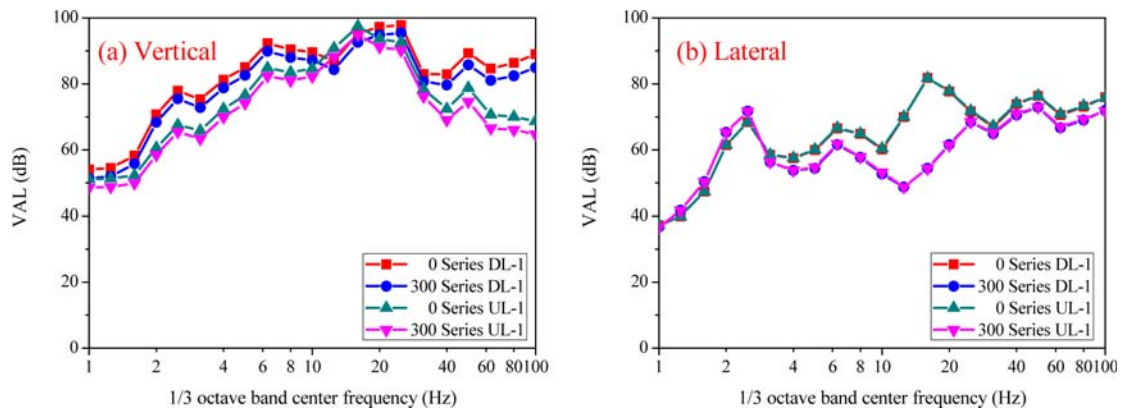 (a) Vertical
VAL (dB)
100
80
60
40
20
0
0 Series DL-1
300 Series DL-1
0 Series UL-1
300 Series UL-1
1 2 4 6 8 10 20 40 60 80 100
1/3 octave band center frequency (Hz)
(b) Lateral
VAL (dB)
100
80
60
40
20
0
0 Series DL-1
300 Series DL-1
0 Series UL-1
300 Series UL-1
1 2 4 6 8 10 20 40 60 80 100
1/3 octave band center frequency (Hz)